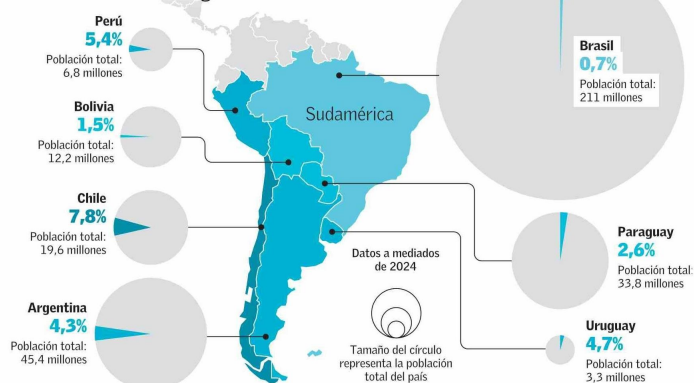 Perú
5,4%
Población total:
6,8 millones
Bolivia
1,5%
Población total:
12,2 millones
Chile
7,8%
Población total:
19,6 millones
Argentina
4,3%
Población total:
45,4 millones
Sudamérica
Brasil
0,7%
Población total:
211 millones
Paraguay
2,6%
Población total:
33,8 millones
Uruguay
4,7%
Población total:
3,3 millones
Datos a mediados
de 2024
Tamaño del círculo
representa la población
total del país